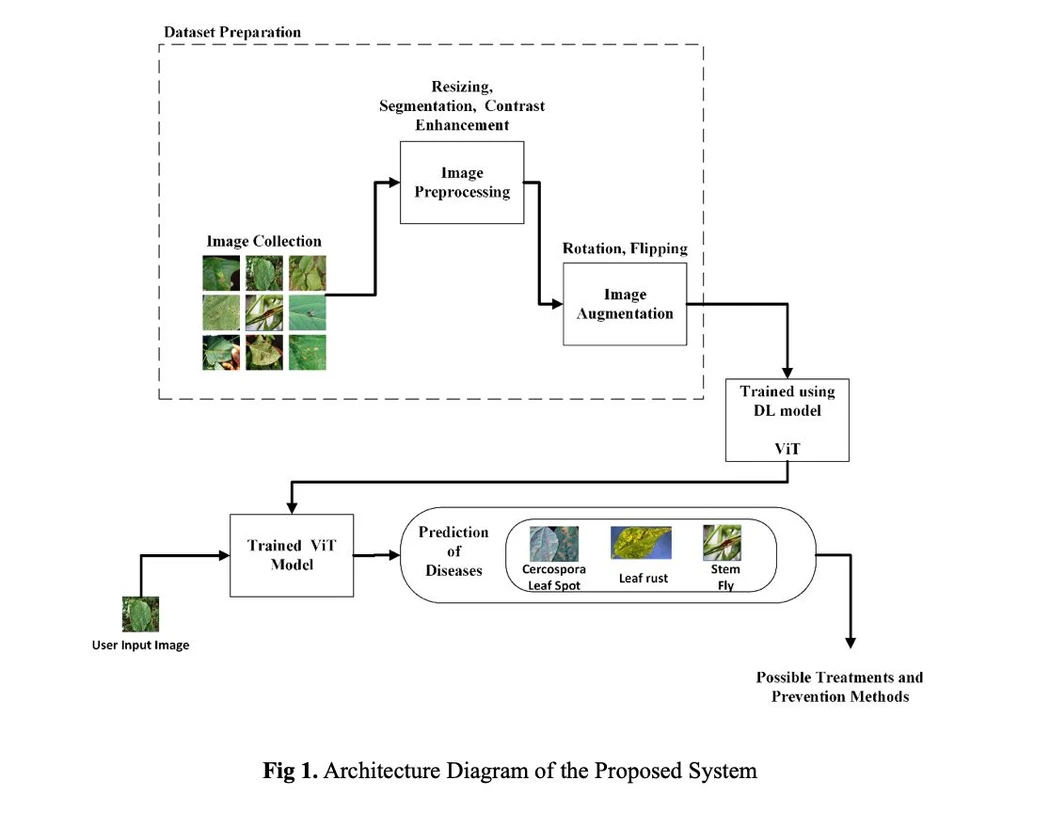 Dataset Preparation
Resizing,
Segmentation, Contrast
Enhancement
Image
Preprocessing
Image Collection
Rotation, Flipping
Image
Augmentation
Trained using
DL model
ViT
Trained ViT
Model
Prediction
of
Diseases
Cercospora
Leaf Spot
Leaf rust
Stem
Fly
User Input Image
Possible Treatments and
Prevention Methods
Fig 1. Architecture Diagram of the Proposed System